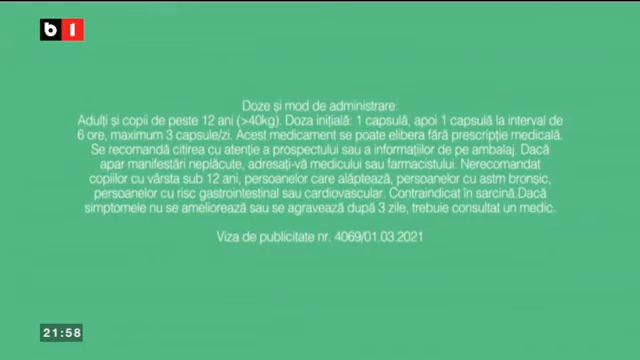 b1
Doze și mod de administrare:
Adulți și copii de peste 12 ani (>40kg). Doza inițială: 1 capsulă, apoi 1 capsulă la interval de
6 ore, maximum 3 capsule/zi. Acest medicament se poate elibera fără prescripție medicală.
Se recomandă citirea cu atenție a prospectului sau a informațiilor de pe ambalaj. Dacă
apar manifestări neplăcute, adresați-vă medicului sau farmacistului. Nerecomandat
copiilor cu vârsta sub 12 ani, persoanelor care alăptează, persoanelor cu astm bronșic,
persoanelor cu risc gastrointestinal sau cardiovascular. Contraindicat în sarcină.Dacă
simptomele nu se ameliorează sau se agravează după 3 zile, trebuie consultat un medic.
Viza de publicitate nr. 4069/01.03.2021
21:58